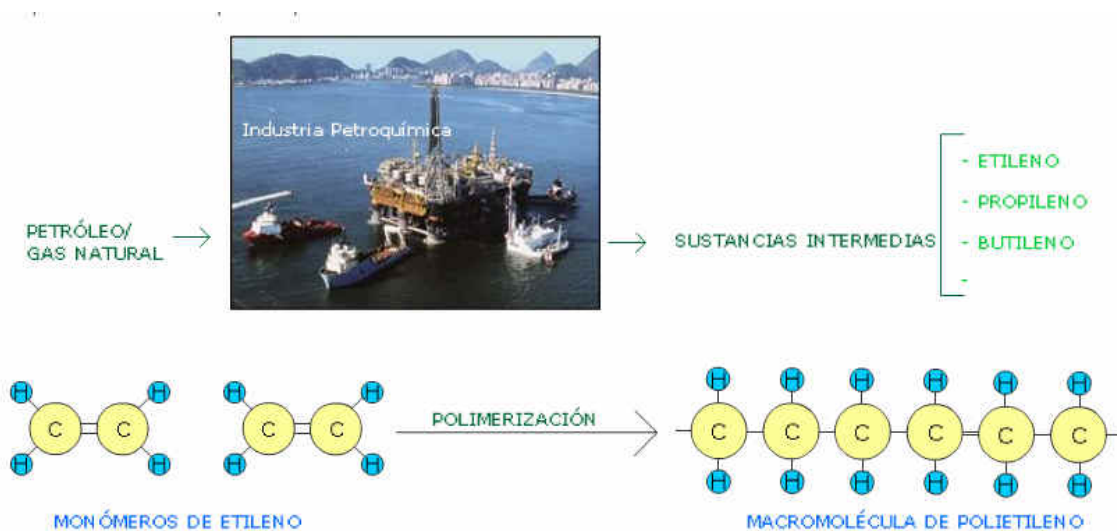 Industria Petroquímica
PETRÓLEO/
GAS NATURAL
SUSTANCIAS INTERMEDIAS
- ETILENO
- PROPILENO
- BUTILENO
-
H H H H H H H H H H
C C C C C C C C C C
H H H H H H H H H H
POLIMERIZACIÓN
MONÓMEROS DE ETILENO
MACROMOLÉCULA DE POLIETILENO